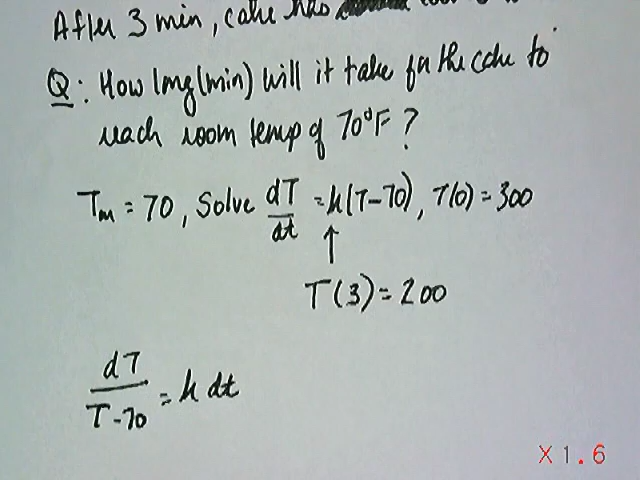 After 3 min, cake has
Q: How long (min) will it take for the cake to
reach room temp of 70°F?
Tm = 70, Solve dT/dt = k(T-70), T(0) = 300
↑
T(3) = 200
dT/T-70 = k dt
X1.6